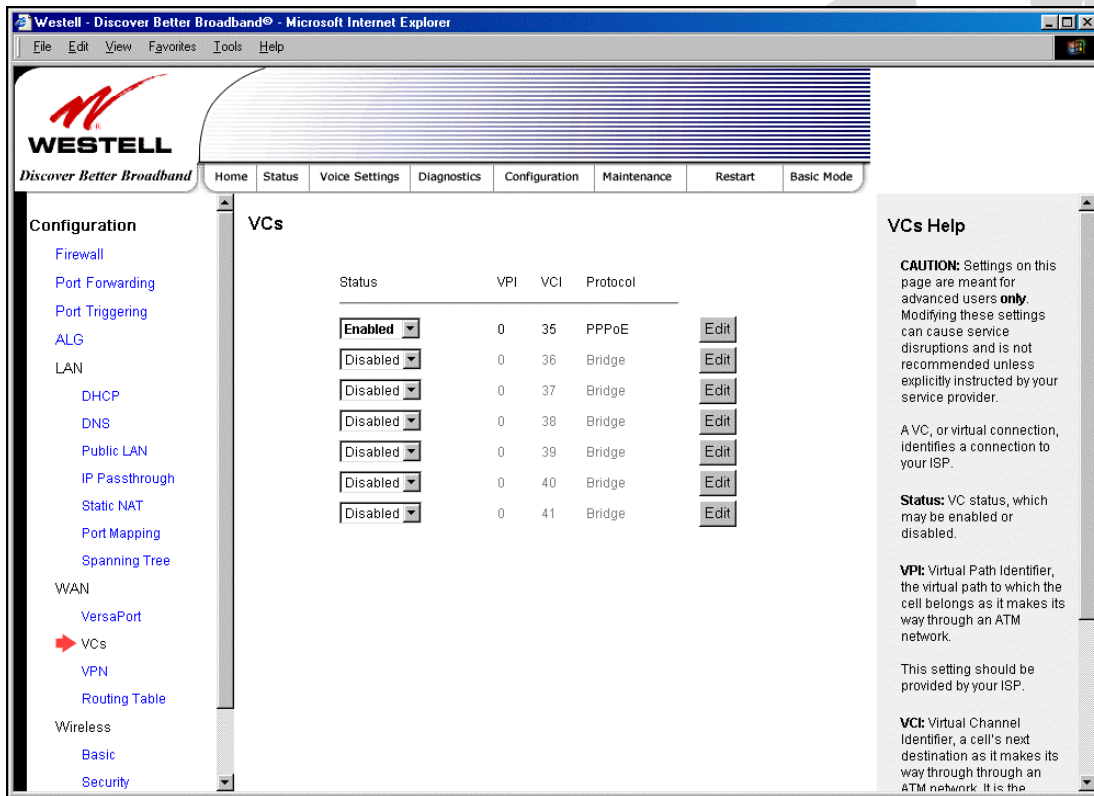 Westell - Discover Better Broadband® - Microsoft Internet Explorer
File Edit View Favorites Tools Help
WESTELL
Discover Better Broadband
Home Status Voice Settings Diagnostics Configuration Maintenance Restart Basic Mode
Configuration
Firewall
Port Forwarding
Port Triggering
ALG
LAN
DHCP
DNS
Public LAN
IP Passthrough
Static NAT
Port Mapping
Spanning Tree
WAN
VersaPort
VCs
VPN
Routing Table
Wireless
Basic
Security
VCs
Status VPI VCI Protocol
Enabled 0 35 PPPoE Edit
Disabled 0 36 Bridge Edit
Disabled 0 37 Bridge Edit
Disabled 0 38 Bridge Edit
Disabled 0 39 Bridge Edit
Disabled 0 40 Bridge Edit
Disabled 0 41 Bridge Edit
VCs Help
CAUTION: Settings on this
page are meant for
advanced users only.
Modifying these settings
can cause service
disruptions and is not
recommended unless
explicitly instructed by your
service provider.
A VC, or virtual connection,
identifies a connection to
your ISP.
Status: VC status, which
may be enabled or
disabled.
VPI: Virtual Path Identifier,
the virtual path to which the
cell belongs as it makes its
way through an ATM
network.
This setting should be
provided by your ISP.
VCI: Virtual Channel
Identifier, a cell's next
destination as it makes its
way through through an
ATM network. It is the